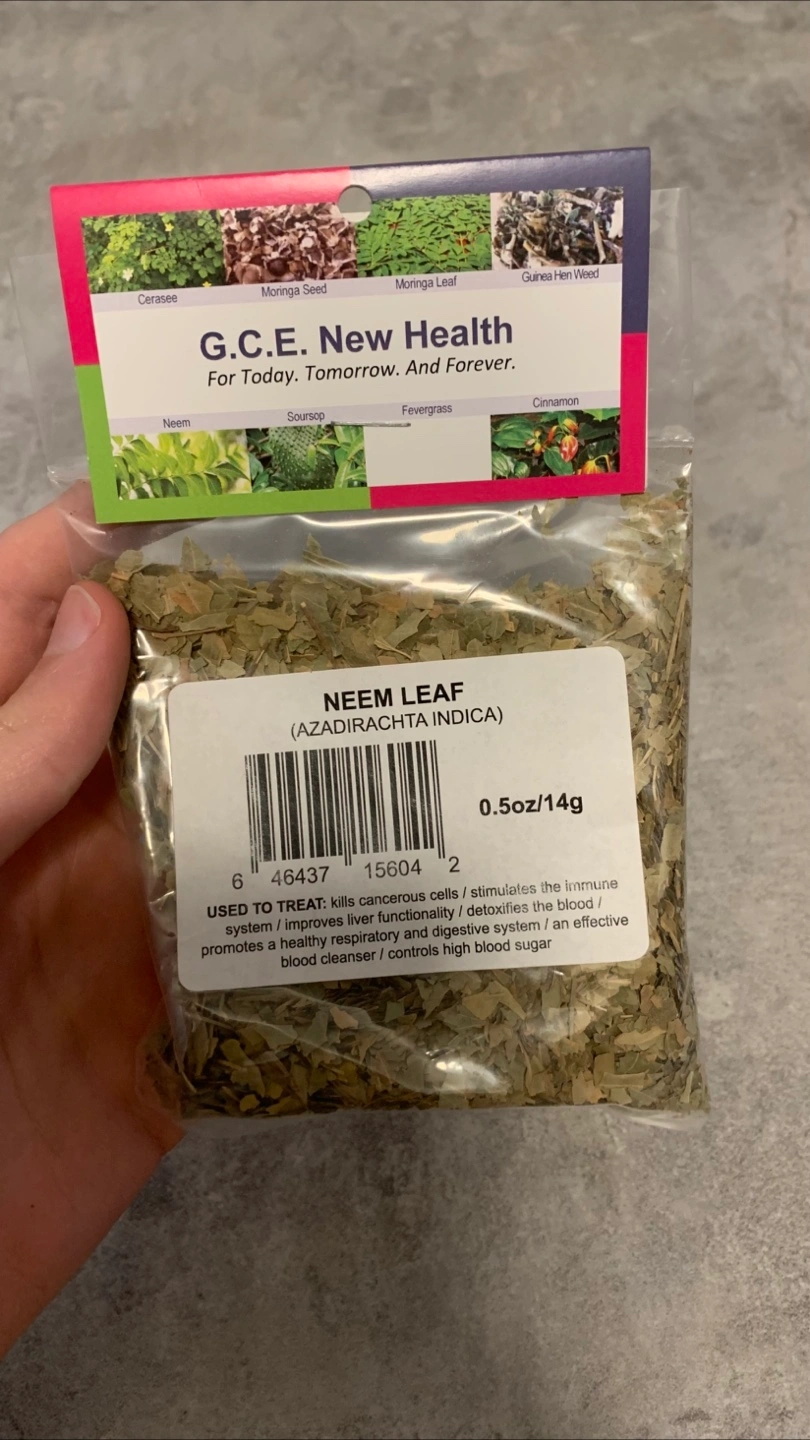 Cerasee
Moringa Seed
Moringa Leaf
Guinea Hen Weed
G.C.E. New Health
For Today. Tomorrow. And Forever.
Neem
Soursop
Fevergrass
Cinnamon
NEEM LEAF
(AZADIRACHTA INDICA)
0.5oz/14g
6 46437 15604 2
USED TO TREAT: kills cancerous cells / stimulates the immune
system / improves liver functionality / detoxifies the blood /
promotes a healthy respiratory and digestive system / an effective
blood cleanser / controls high blood sugar